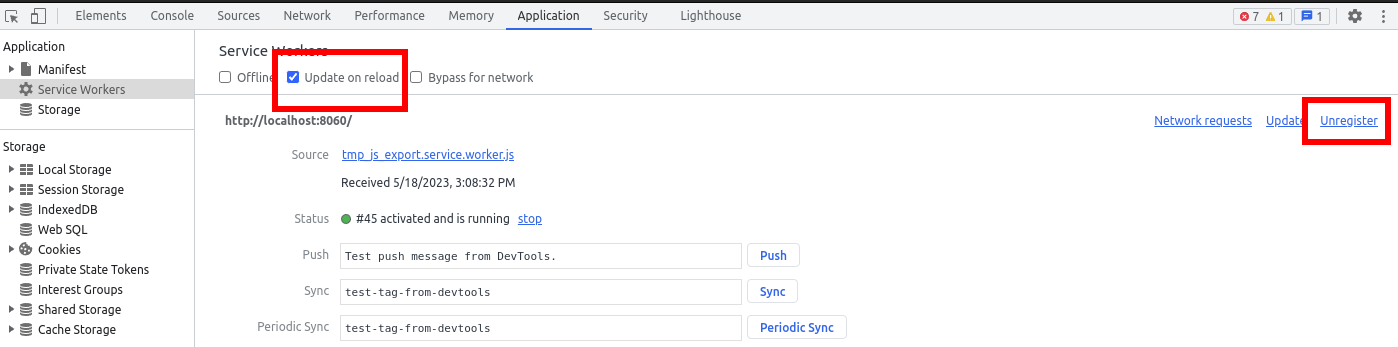 Elements Console Sources Network Performance Memory Application Security Lighthouse 7 1 1
Application
Manifest
Service Workers
Storage
Storage
Local Storage
Session Storage
IndexedDB
Web SQL
Cookies
Private State Tokens
Interest Groups
Shared Storage
Cache Storage
Service Workers
Offline Update on reload Bypass for network
http://localhost:8060/ Network requests Update Unregister
Source tmp_js_export.service.worker.js
Received 5/18/2023, 3:08:32 PM
Status #45 activated and is running stop
Push Test push message from DevTools. Push
Sync test-tag-from-devtools Sync
Periodic Sync test-tag-from-devtools Periodic Sync